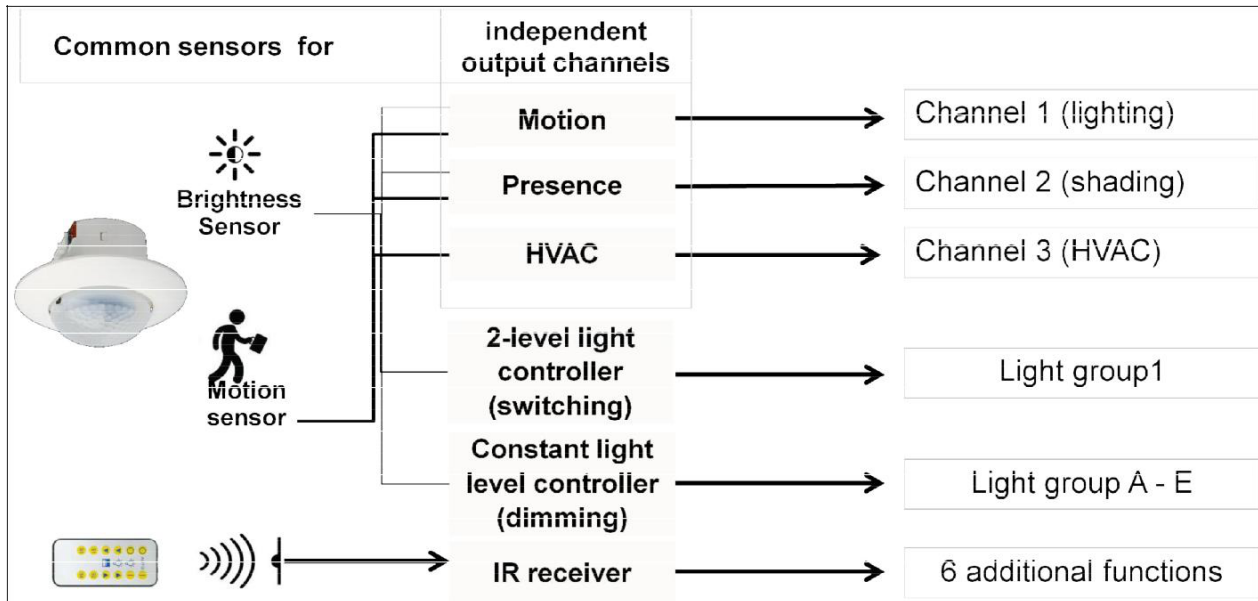 Common sensors for
independent
output channels
Motion
Channel 1 (lighting)
Brightness
Sensor
Presence
Channel 2 (shading)
HVAC
Channel 3 (HVAC)
Motion
sensor
2-level light
controller
(switching)
Light group1
Constant light
level controller
(dimming)
Light group A - E
IR receiver
6 additional functions